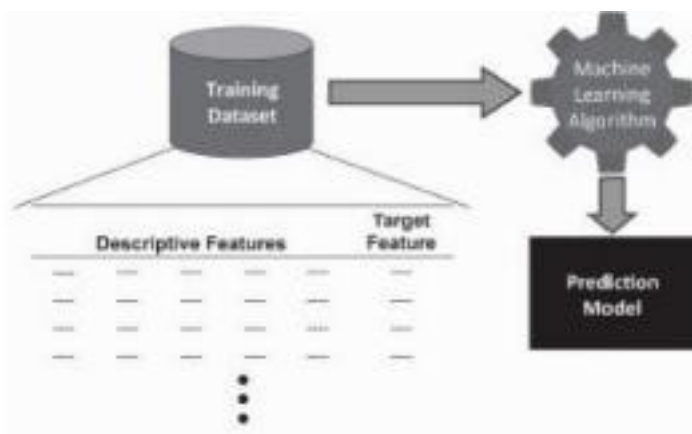 Training
Dataset
Machine
Learning
Algorithm
Descriptive Features
Target
Feature
Prediction
Model